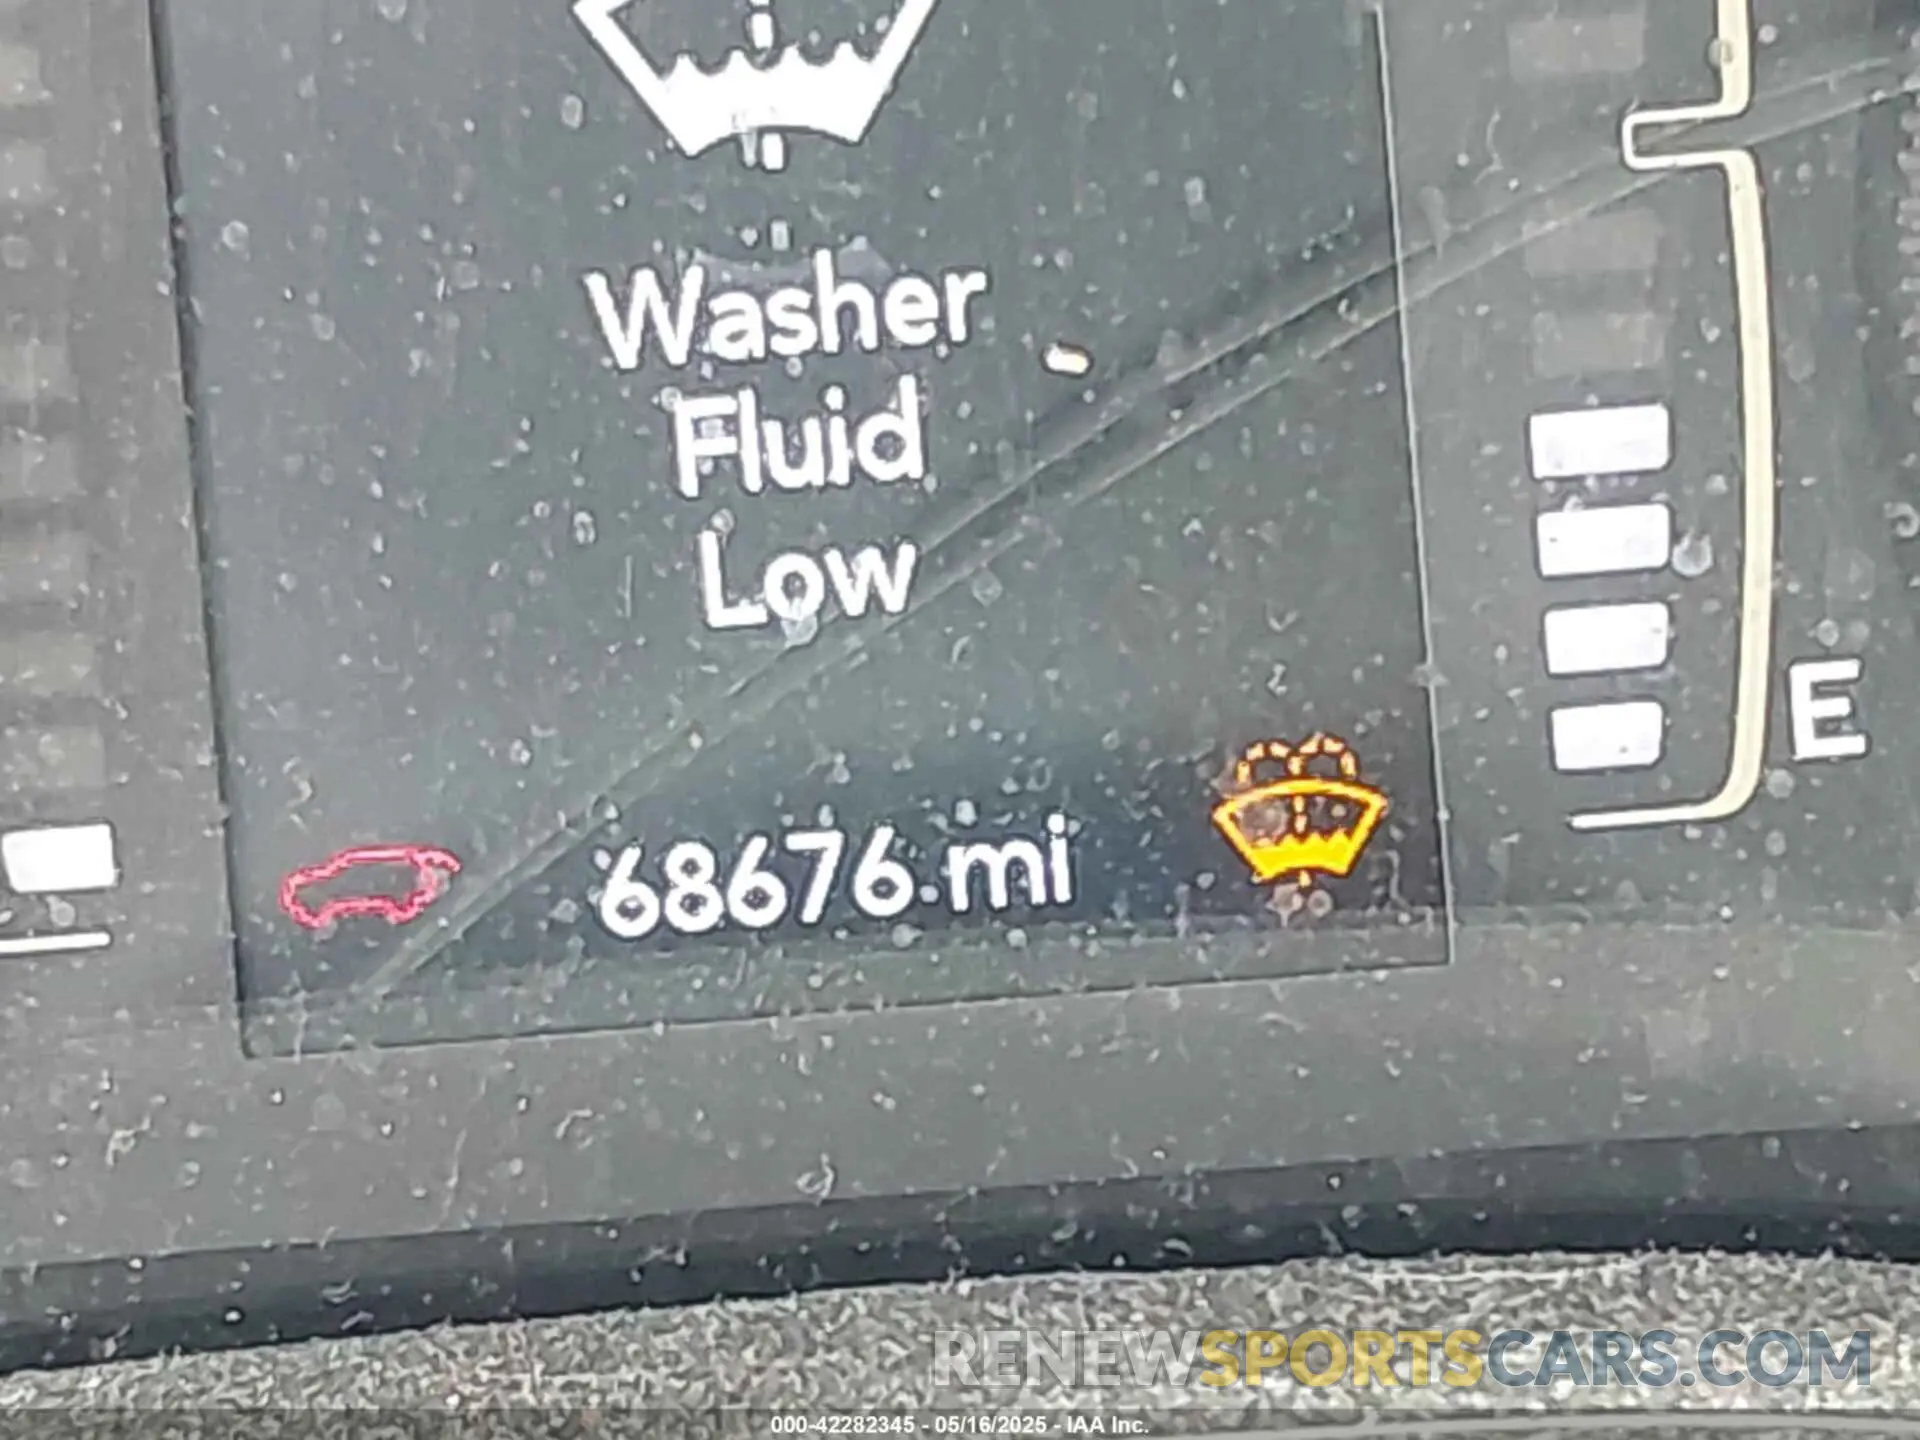 Washer
Fluid
Low
E
68676 mi
RENEWSPORTSCARS.COM
000-42282345 - 05/16/2025 - IAA Inc.